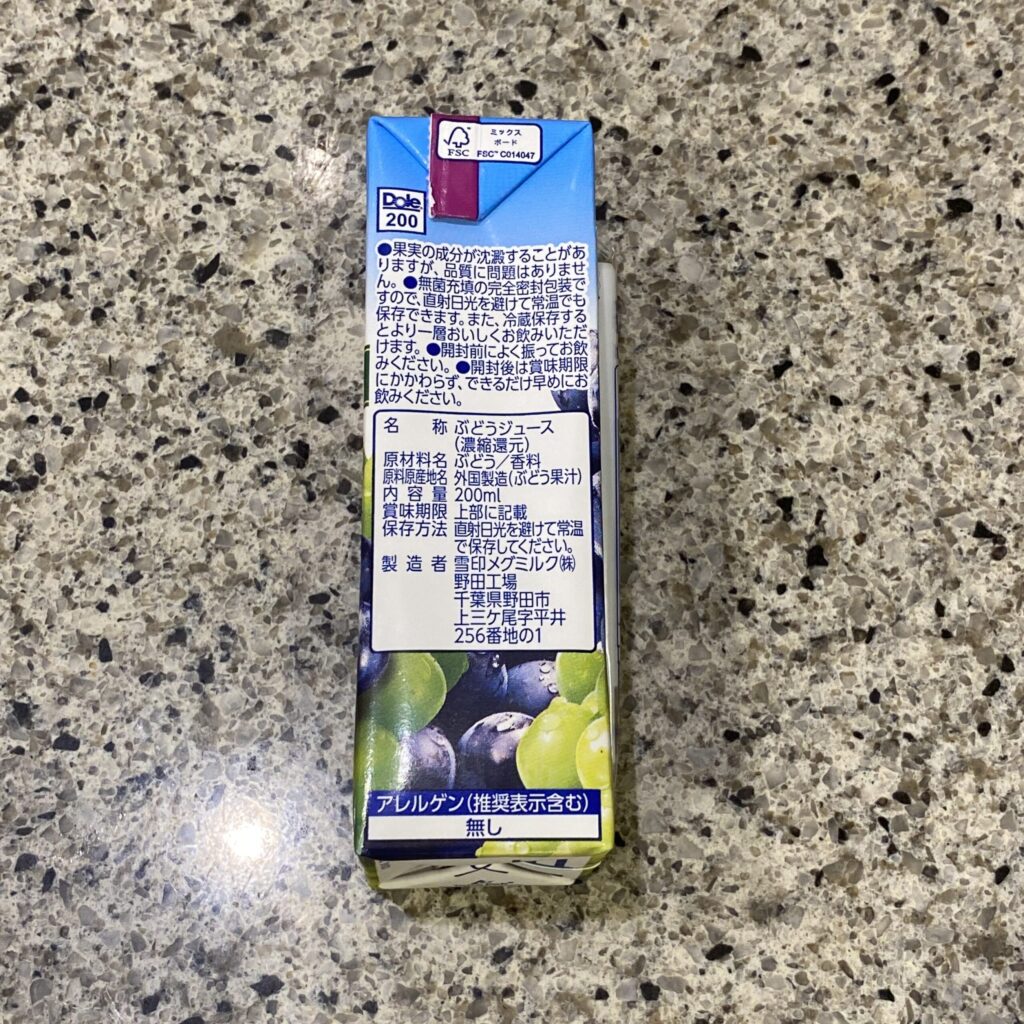 ミックス
ボード
FSC
FSC™ C014047
Dole
200
●果実の成分が沈澱することがあ
りますが、品質に問題はありませ
ん。●無菌充填の完全密封包装で
すので、直射日光を避けて常温でも
保存できます。また、冷蔵保存する
とより一層おいしくお飲みいただ
けます。●開封前によく振ってお飲
みください。●開封後は賞味期限
にかかわらず、できるだけ早めにお
飲みください。
名称 ぶどうジュース
(濃縮還元)
原材料名 ぶどう/香料
原料原産地名 外国製造(ぶどう果汁)
内容量 200ml
賞味期限 上部に記載
保存方法 直射日光を避けて常温
で保存してください。
製造者 雪印メグミルク㈱
野田工場
千葉県野田市
上三ケ尾字平井
256番地の1
アレルゲン(推奨表示含む)
無し